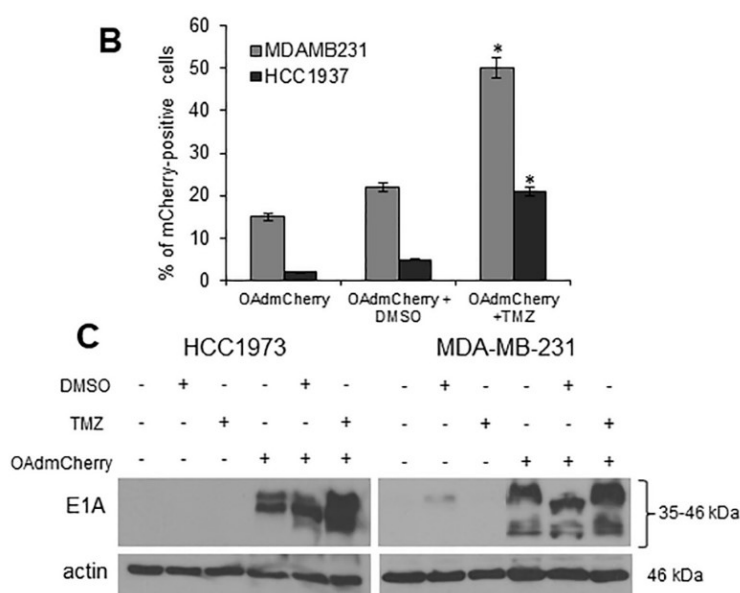 B
% of mCherry-positive cells
60
50
40
30
20
10
0
MDAMB231
HCC1937
*
*
OAdmCherry
OAdmCherry +
DMSO
OAdmCherry
+TMZ
C
HCC1973 MDA-MB-231
DMSO - + - - + - - + - - + -
TMZ - - + - - + - - + - - +
OAdmCherry - - - + + + - - - + + +
E1A
35-46 kDa
actin
46 kDa